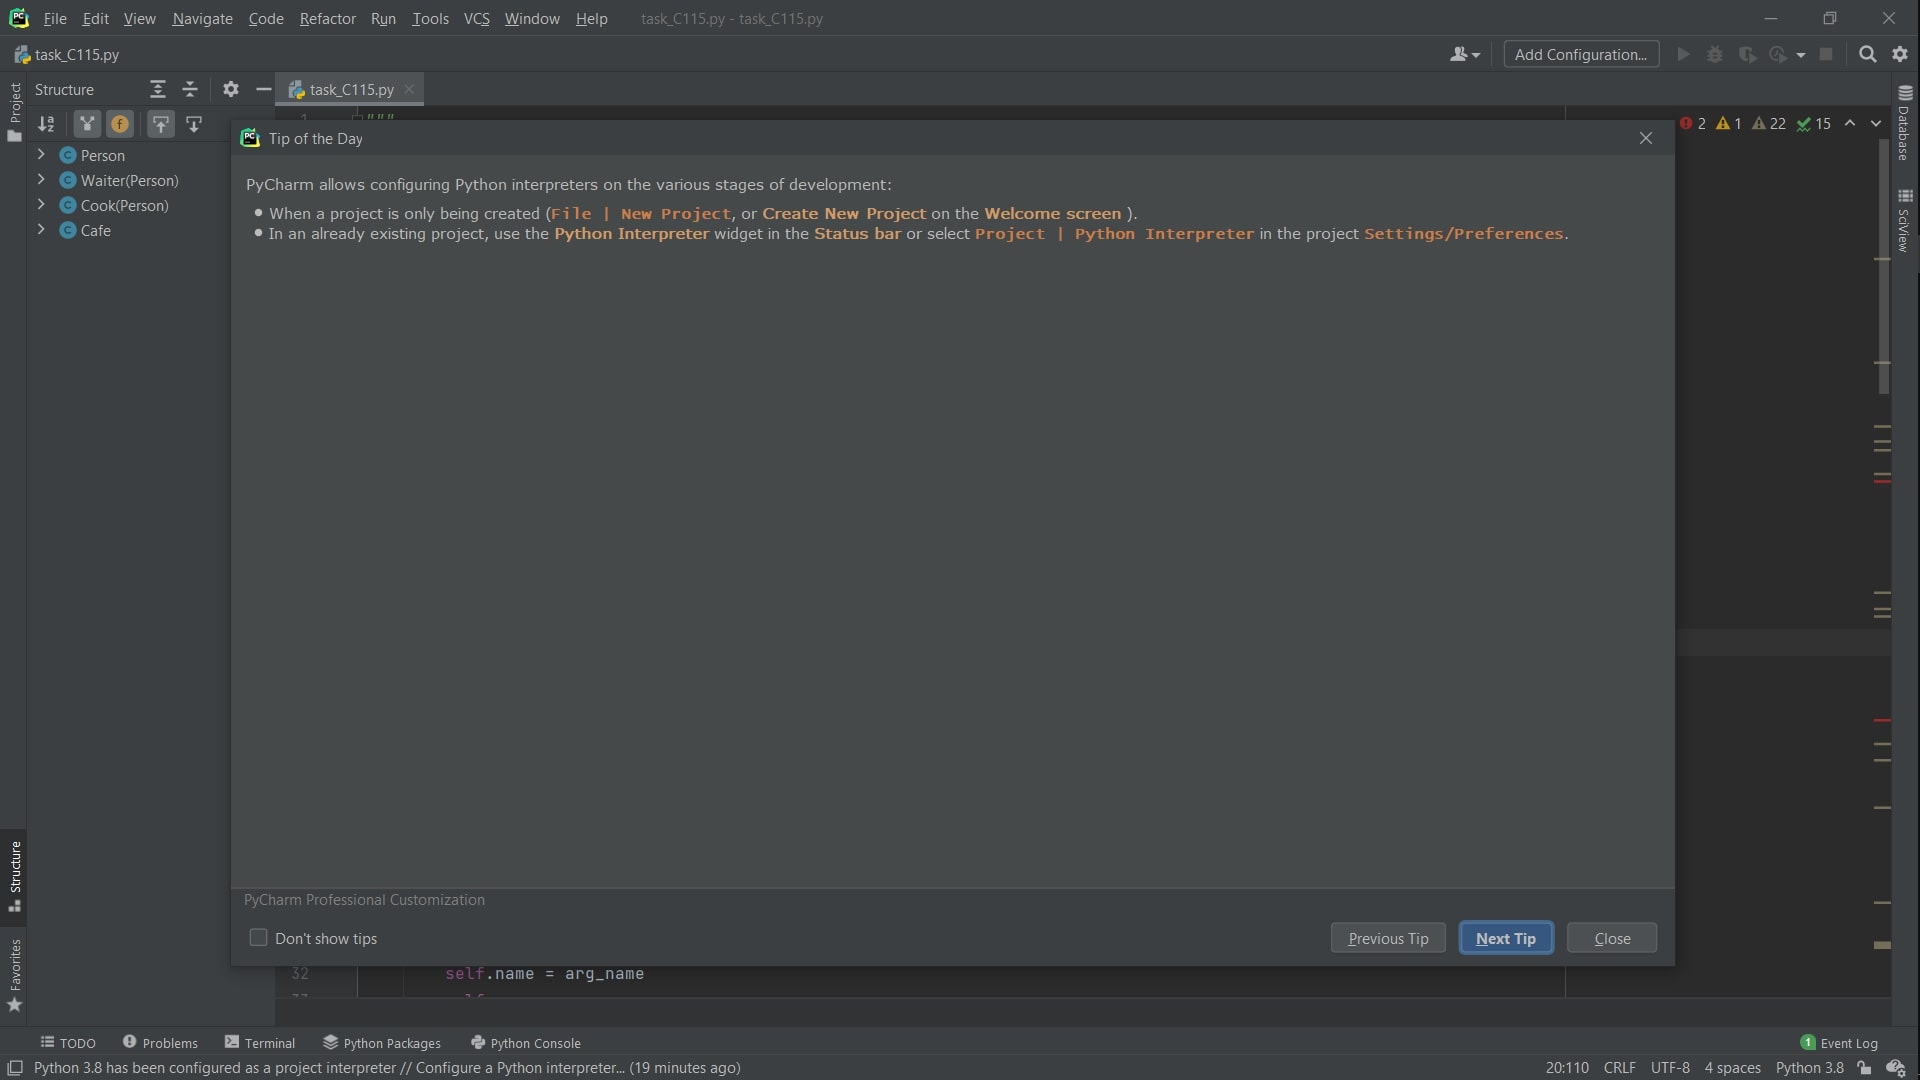 File Edit View Navigate Code Refactor Run Tools VCS Window Help task_C115.py - task_C115.py
task_C115.py Add Configuration...
Project
Structure
task_C115.py
1 """
2 1 22 15
Person
Waiter(Person)
Cook(Person)
Cafe
Tip of the Day
PyCharm allows configuring Python interpreters on the various stages of development:
• When a project is only being created (File | New Project, or Create New Project on the Welcome screen ).
• In an already existing project, use the Python Interpreter widget in the Status bar or select Project | Python Interpreter in the project Settings/Preferences.
Database
SciView
Structure
Favorites
PyCharm Professional Customization
Don't show tips
Previous Tip Next Tip Close
32 self.name = arg_name
TODO Problems Terminal Python Packages Python Console 1 Event Log
Python 3.8 has been configured as a project interpreter // Configure a Python interpreter... (19 minutes ago) 20:110 CRLF UTF-8 4 spaces Python 3.8